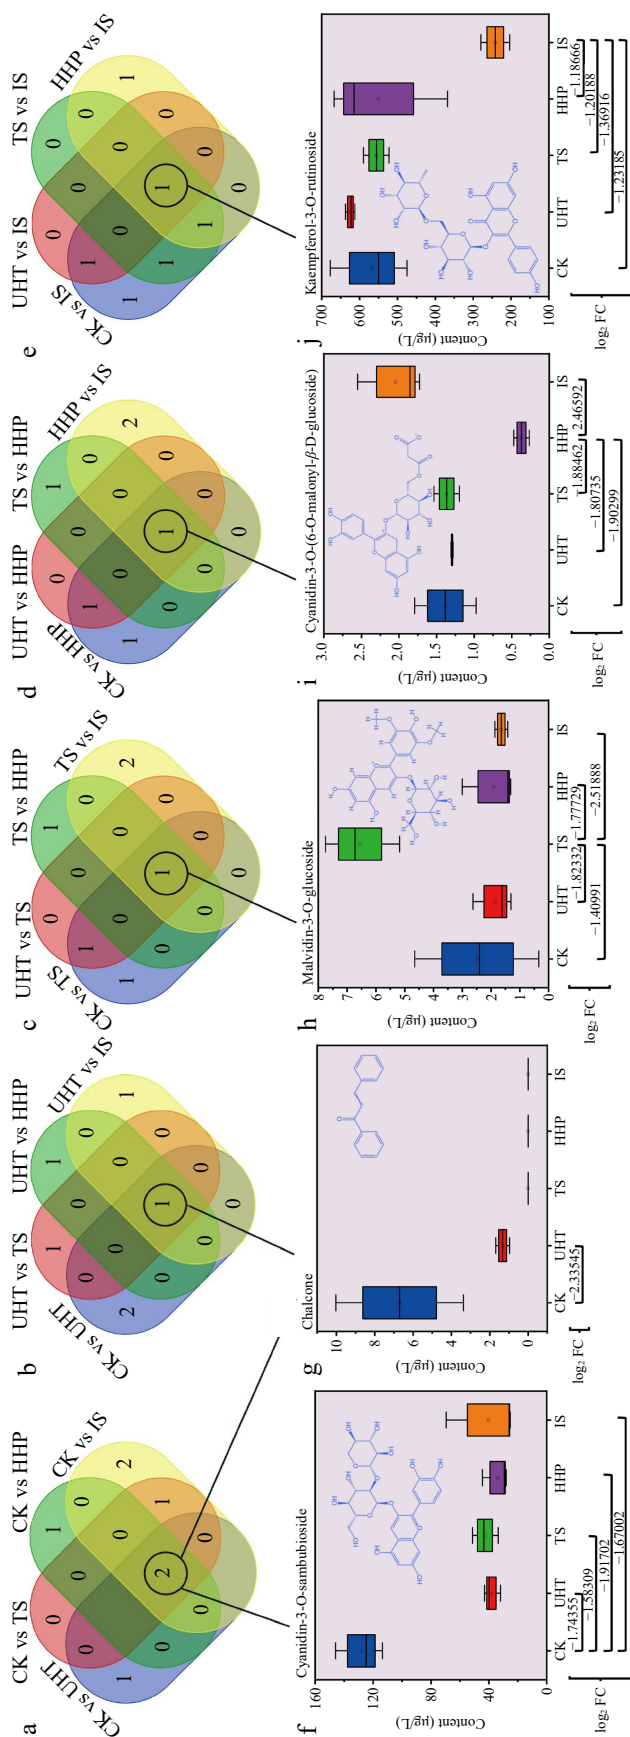 a
CK vs TS
CK vs HHP
CK vs UHT
CK vs IS
0
1
0
0
1
0
2
0
0
0
1
2
0
0
0
b
UHT vs TS
UHT vs HHP
CK vs UHT
UHT vs IS
1
1
0
0
2
0
1
0
0
0
0
1
0
0
0
c
UHT vs TS
TS vs HHP
CK vs TS
TS vs IS
0
1
1
0
1
0
2
0
0
0
0
1
0
0
0
d
UHT vs HHP
TS vs HHP
CK vs HHP
HHP vs IS
0
1
1
0
1
0
2
0
0
0
0
1
0
0
0
e
UHT vs IS
TS vs IS
CK vs IS
HHP vs IS
0
0
1
0
1
0
1
0
0
1
0
1
1
0
0
f
Cyanidin-3-O-sambubioside
Content (μg/L)
160
120
80
40
0
CK
UHT
TS
HHP
IS
log₂ FC
−1.74355
−1.58309
−1.91702
−1.67002
g
Chalcone
Content (μg/L)
10
8
6
4
2
0
O
CK
UHT
TS
HHP
IS
log₂ FC
−2.33545
h
Malvidin-3-O-glucoside
Content (μg/L)
8
7
6
5
4
3
2
1
0
CK
UHT
TS
HHP
IS
log₂ FC
−1.82332
−1.77729
−1.40991
−2.51888
i
Cyanidin-3-O-(6-O-malonyl-β-D-glucoside)
Content (μg/L)
3.0
2.5
2.0
1.5
1.0
0.5
0.0
CK
UHT
TS
HHP
IS
log₂ FC
−1.88462
2.46592
−1.80735
−1.90299
j
Kaempferol-3-O-rutinoside
Content (μg/L)
700
600
500
400
300
200
100
CK
UHT
TS
HHP
IS
log₂ FC
−1.18666
−1.20188
−1.36916
−1.23185